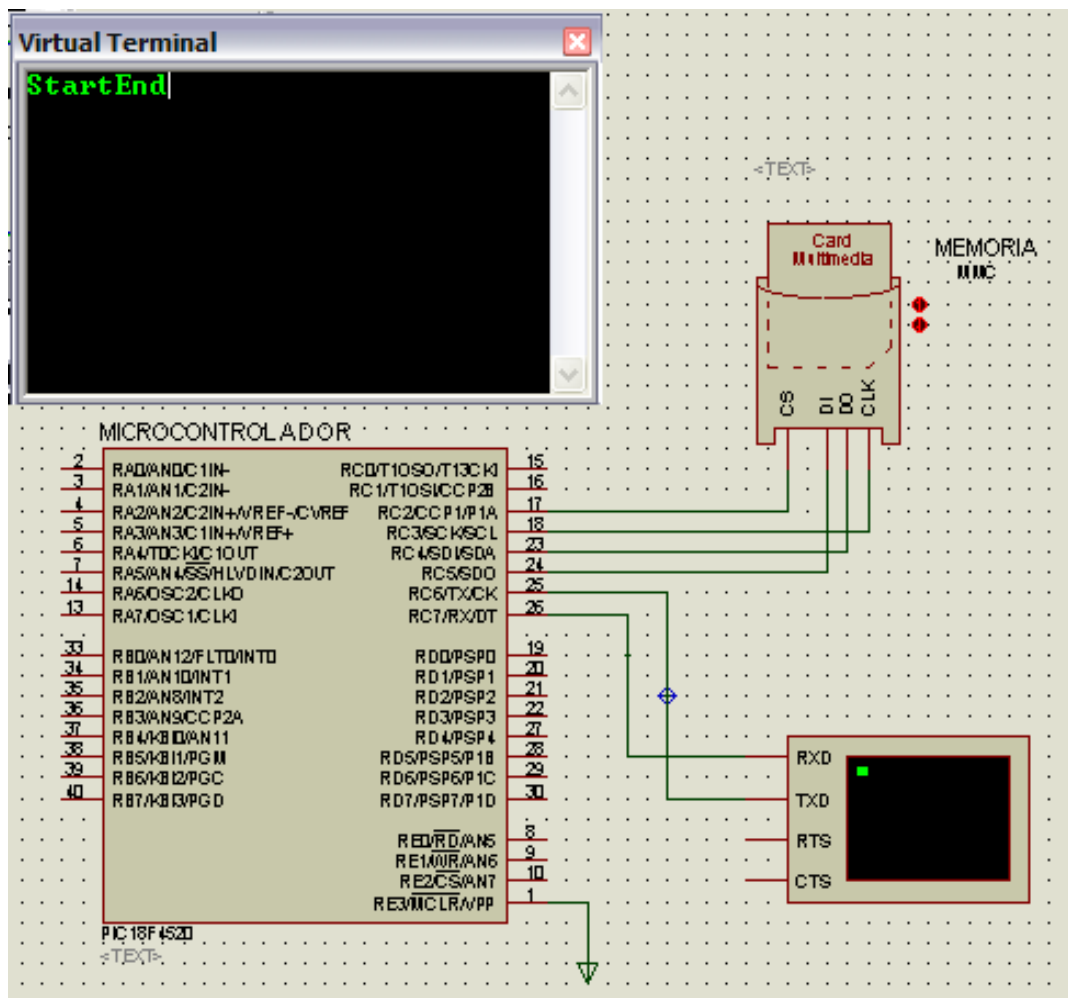 Virtual Terminal
StartEnd
<TEXT>
Card
Multimedia
MEMORIA
MMC
CS
DI
DO
CLK
MICROCONTROLADOR
2 RA0/AN0/C1IN-
3 RA1/AN1/C2IN-
4 RA2/AN2/C2IN+/VREF-/CVREF
5 RA3/AN3/C1IN+/VREF+
6 RA4/T0CKI/C1OUT
7 RA5/AN4/SS/HLVDIN/C2OUT
14 RA6/OSC2/CLKO
13 RA7/OSC1/CLKI
33 RB0/AN12/FLT0/INT0
34 RB1/AN10/INT1
35 RB2/AN8/INT2
36 RB3/AN9/CCP2A
37 RB4/KBI0/AN11
38 RB5/KBI1/PGM
39 RB6/KBI2/PGC
40 RB7/KBI3/PGD
RC0/T1OSO/T13CKI 15
RC1/T1OSI/CCP2B 16
RC2/CCP1/P1A 17
RC3/SCK/SCL 18
RC4/SDI/SDA 23
RC5/SDO 24
RC6/TX/CK 25
RC7/RX/DT 26
RD0/PSP0 19
RD1/PSP1 20
RD2/PSP2 21
RD3/PSP3 22
RD4/PSP4 27
RD5/PSP5/P1B 28
RD6/PSP6/P1C 29
RD7/PSP7/P1D 30
RE0/RD/AN5 8
RE1/WR/AN6 9
RE2/CS/AN7 10
RE3/MCLR/VPP 1
PIC18F4520
<TEXT>
RXD
TXD
RTS
CTS